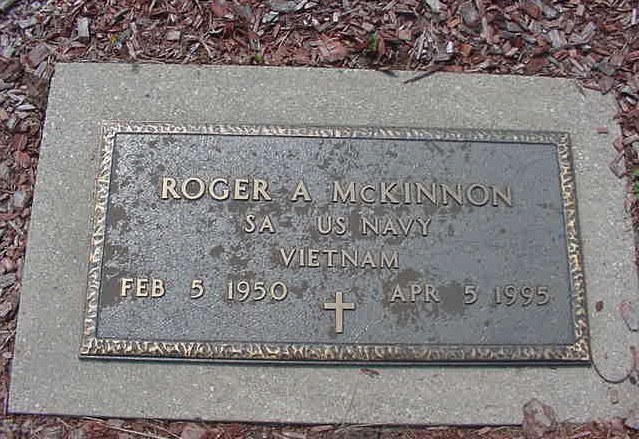 ROGER A McKINNON
SA US NAVY
VIETNAM
FEB 5 1950 APR 5 1995